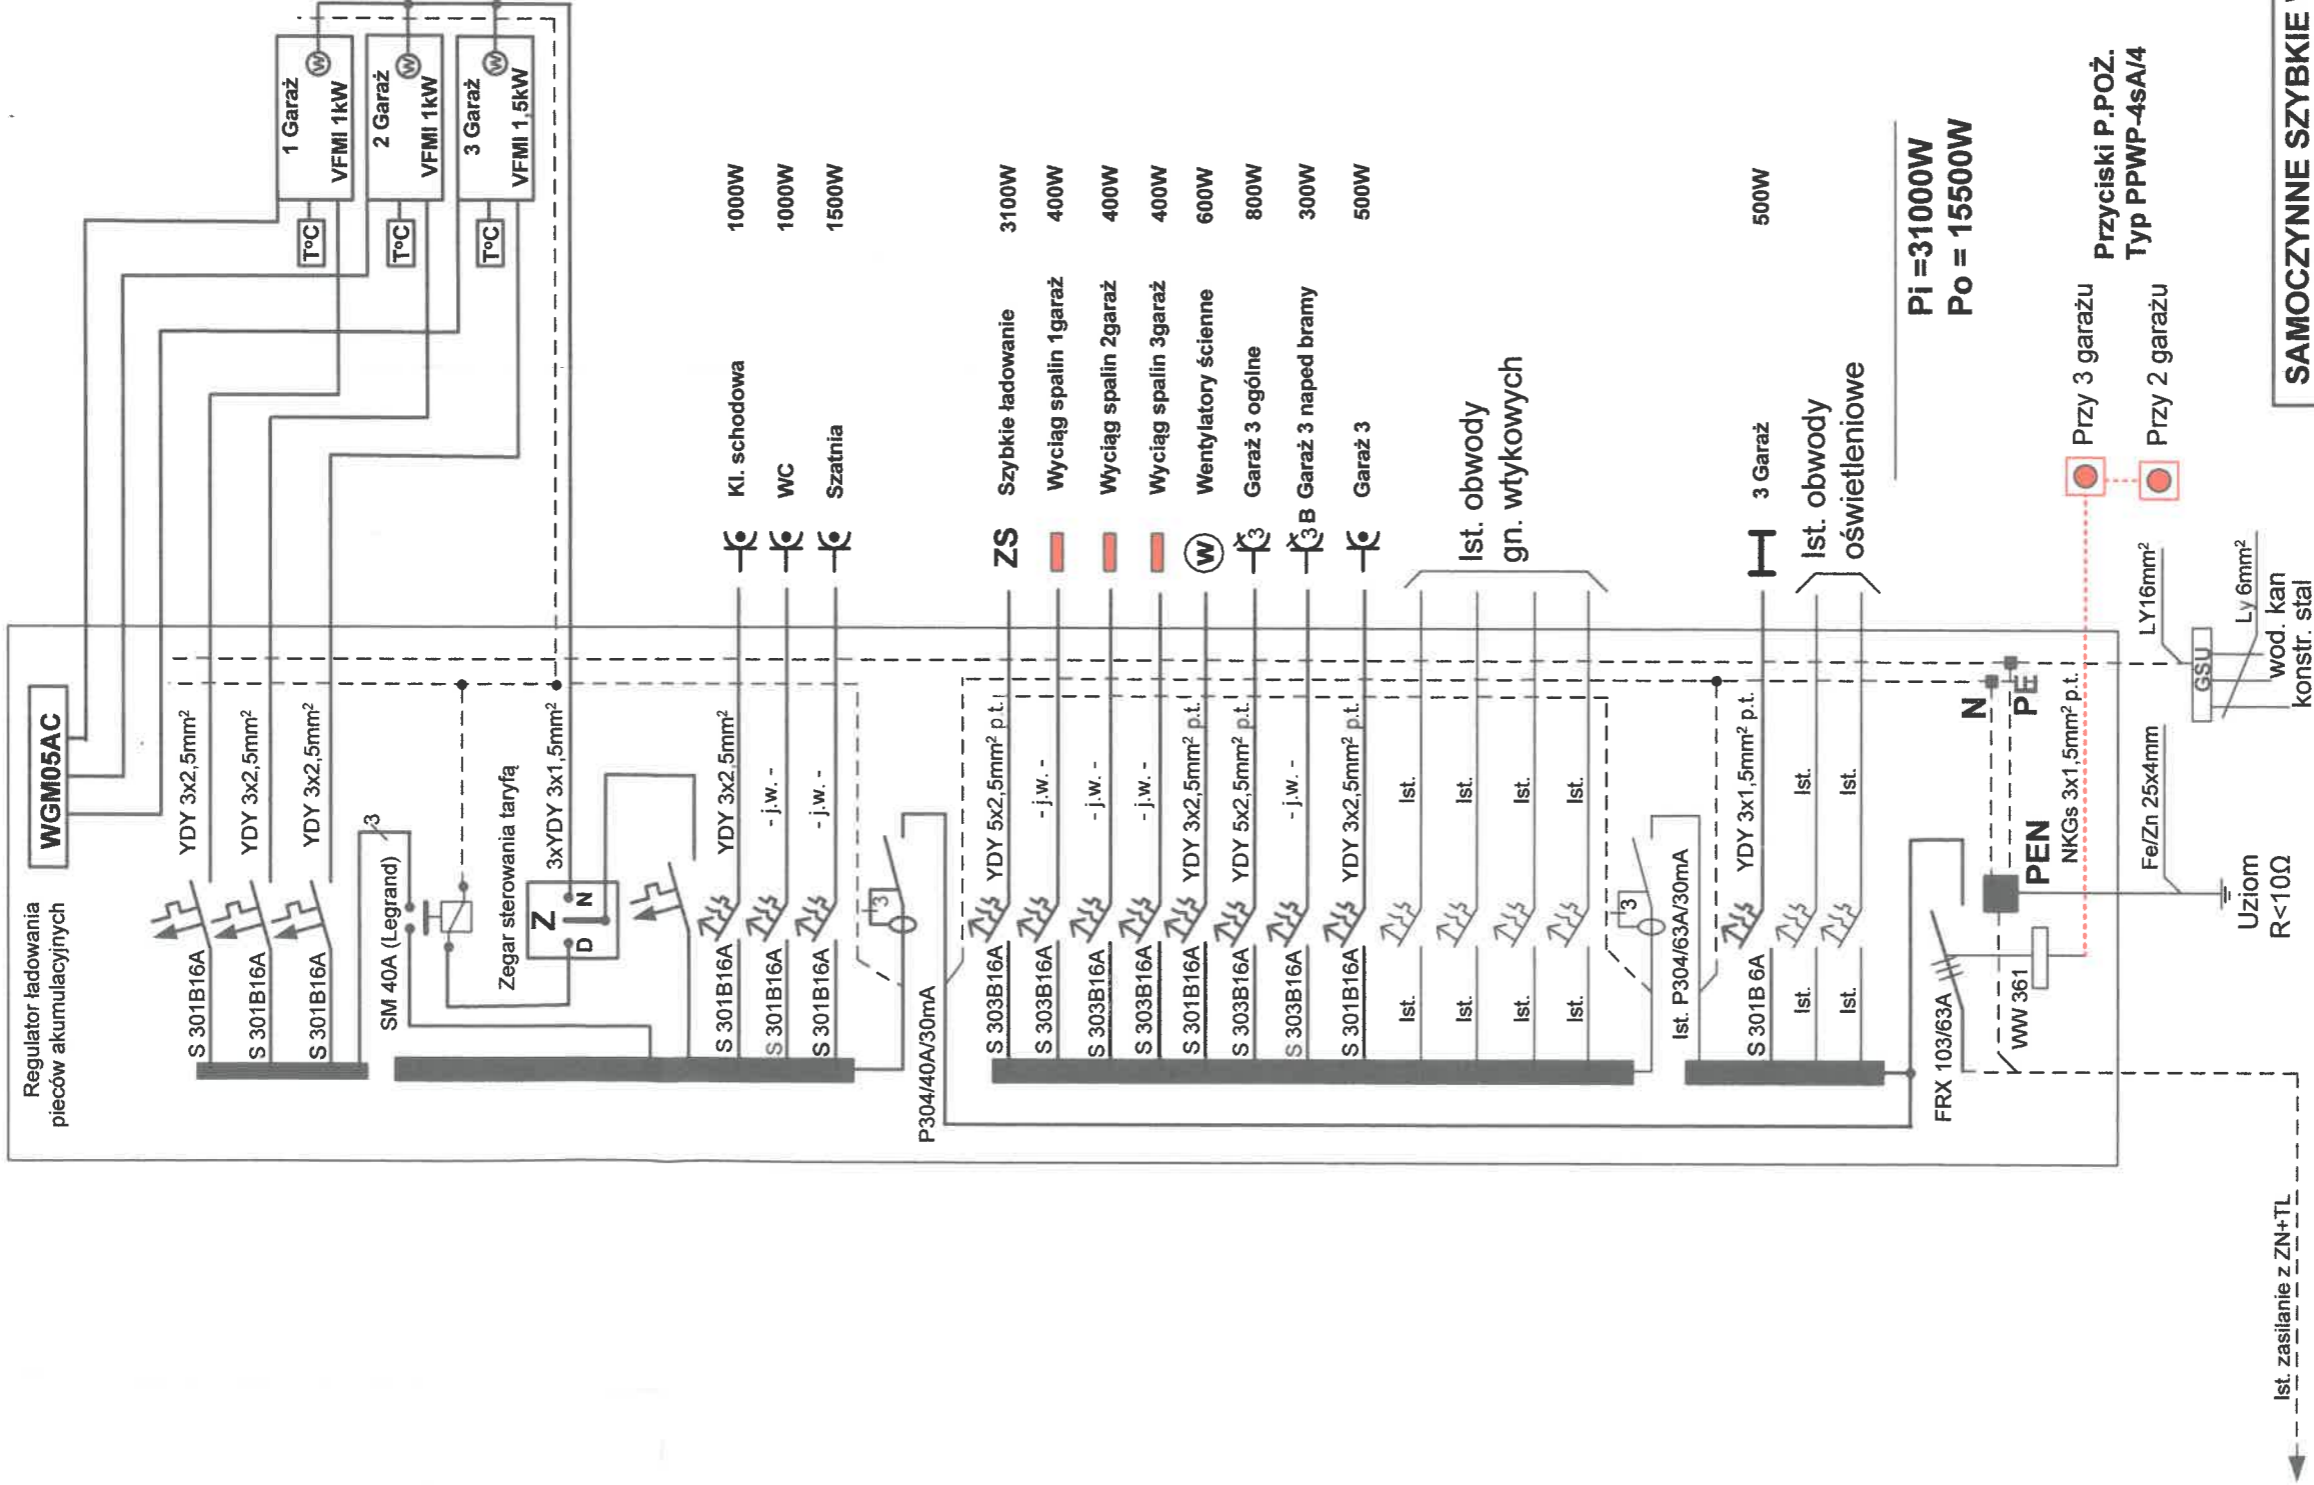 Regulator ładowania
pieców akumulacyjnych
WGM05AC
1 Garaż
W
VFMI 1kW
2 Garaż
W
VFMI 1kW
3 Garaż
W
VFMI 1,5kW
TºC
TºC
TºC
S 301B16A
YDY 3x2,5mm²
S 301B16A
YDY 3x2,5mm²
S 301B16A
YDY 3x2,5mm²
SM 40A (Legrand)
3
Zegar sterowania taryfą
3xYDY 3x1,5mm²
Z
D
N
S 301B16A YDY 3x2,5mm² Kl. schodowa 1000W
S 301B16A - j.w. - WC 1000W
S 301B16A - j.w. - Szatnia 1500W
P304/40A/30mA
3
S 303B16A YDY 5x2,5mm² p.t. ZS Szybkie ładowanie 3100W
S 303B16A - j.w. - Wyciąg spalin 1garaż 400W
S 303B16A - j.w. - Wyciąg spalin 2garaż 400W
S 303B16A - j.w. - Wyciąg spalin 3garaż 400W
S 301B16A YDY 3x2,5mm² p.t. W Wentylatory ścienne 600W
S 303B16A YDY 5x2,5mm² p.t. 3 Garaż 3 ogólne 800W
S 303B16A - j.w. - 3 B Garaż 3 naped bramy 300W
S 301B16A YDY 3x2,5mm² p.t. Garaż 3 500W
Ist. Ist.
Ist. Ist.
Ist. Ist.
Ist. Ist.
Ist. obwody
gn. wtykowych
3
Ist. P304/63A/30mA
S 301B 6A YDY 3x1,5mm² p.t. 3 Garaż 500W
Ist. Ist.
Ist. Ist.
Ist. obwody
oświetleniowe
Pi =31000W
Po = 15500W
FRX 103/63A
WW 361
N
PE
PEN
NKGs 3x1,5mm² p.t.
Przy 3 garażu
Przy 2 garażu
Przyciski P.POŻ.
Typ PPWP-4sA/4
Fe/Zn 25x4mm
LY16mm²
GSU
Ly 6mm²
wod. kan
konstr. stal
Uziom
R<10Ω
Ist. zasilanie z ZN+TL
SAMOCZYNNE SZYBKIE